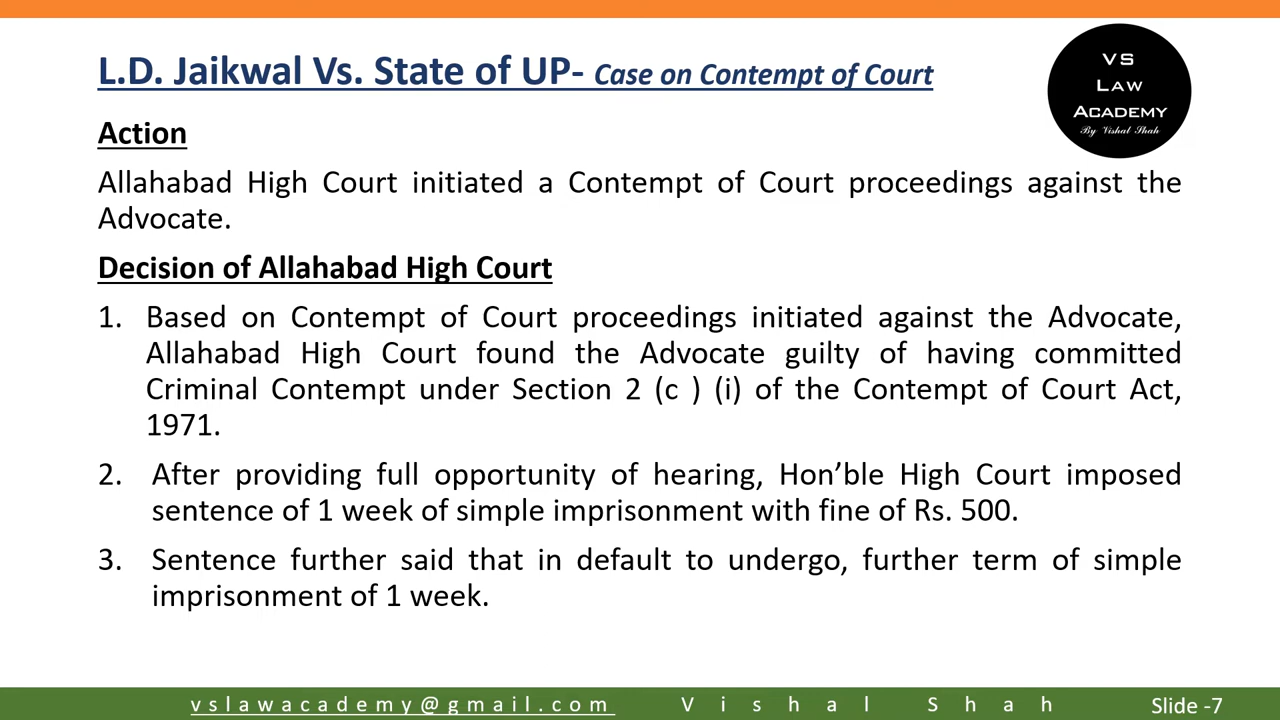 L.D. Jaikwal Vs. State of UP- Case on Contempt of Court
VS
LAW
ACADEMY
By Vishal Shah
Action
Allahabad High Court initiated a Contempt of Court proceedings against the
Advocate.
Decision of Allahabad High Court
1. Based on Contempt of Court proceedings initiated against the Advocate,
Allahabad High Court found the Advocate guilty of having committed
Criminal Contempt under Section 2 (c ) (i) of the Contempt of Court Act,
1971.
2. After providing full opportunity of hearing, Hon’ble High Court imposed
sentence of 1 week of simple imprisonment with fine of Rs. 500.
3. Sentence further said that in default to undergo, further term of simple
imprisonment of 1 week.
vslawacademy@gmail.com Vishal Shah Slide -7